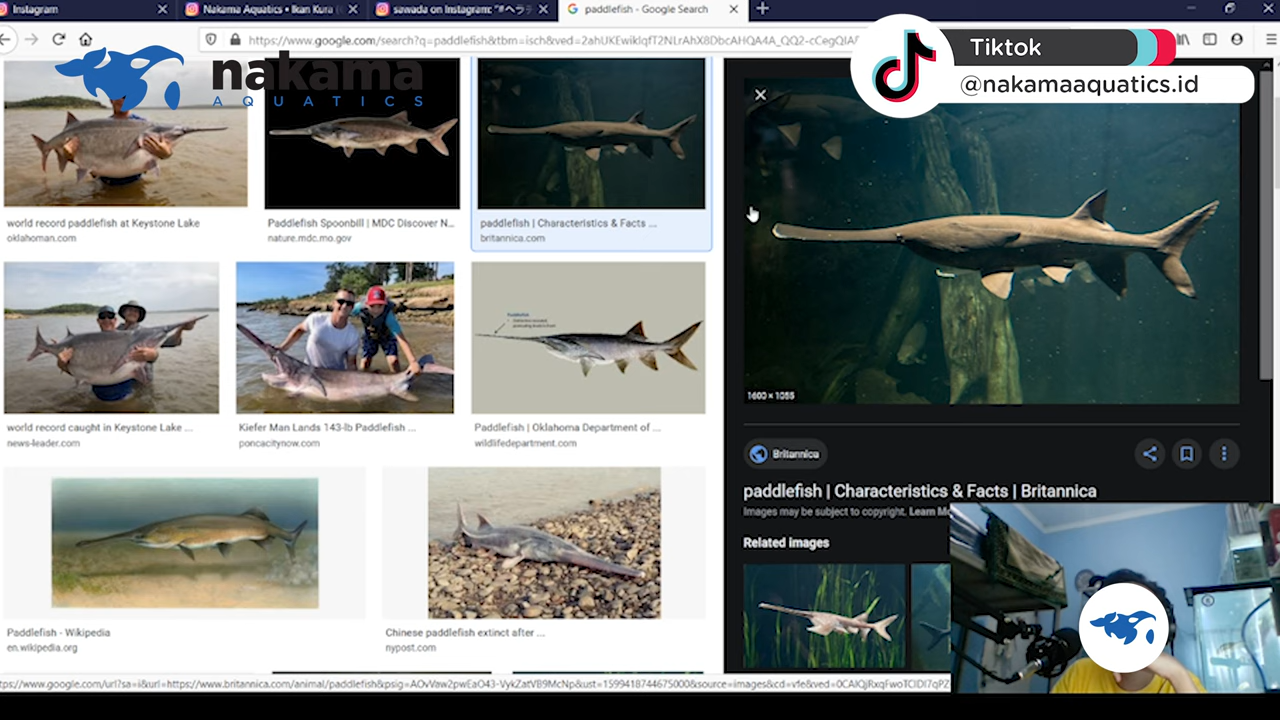 Instagram
Nakama Aquatics • Ikan Kura
sawada on Instagram: "#ヘラチ
paddlefish - Google Search
https://www.google.com/search?q=paddlefish&tbm=isch&ved=
nakama
AQUATICS
Tiktok
@nakamaaquatics.id
world record paddlefish at Keystone Lake
oklahoman.com
Paddlefish Spoonbill | MDC Discover N...
nature.mdc.mo.gov
paddlefish | Characteristics & Facts ...
britannica.com
1600 × 1055
world record caught in Keystone Lake ...
news-leader.com
Kiefer Man Lands 143-lb Paddlefish ...
poncacitynow.com
Paddlefish
Paddlefish | Oklahoma Department of ...
wildlifedepartment.com
Britannica
paddlefish | Characteristics & Facts | Britannica
Images may be subject to copyright. Learn Mo
Related images
Paddlefish - Wikipedia
en.wikipedia.org
Chinese paddlefish extinct after ...
nypost.com